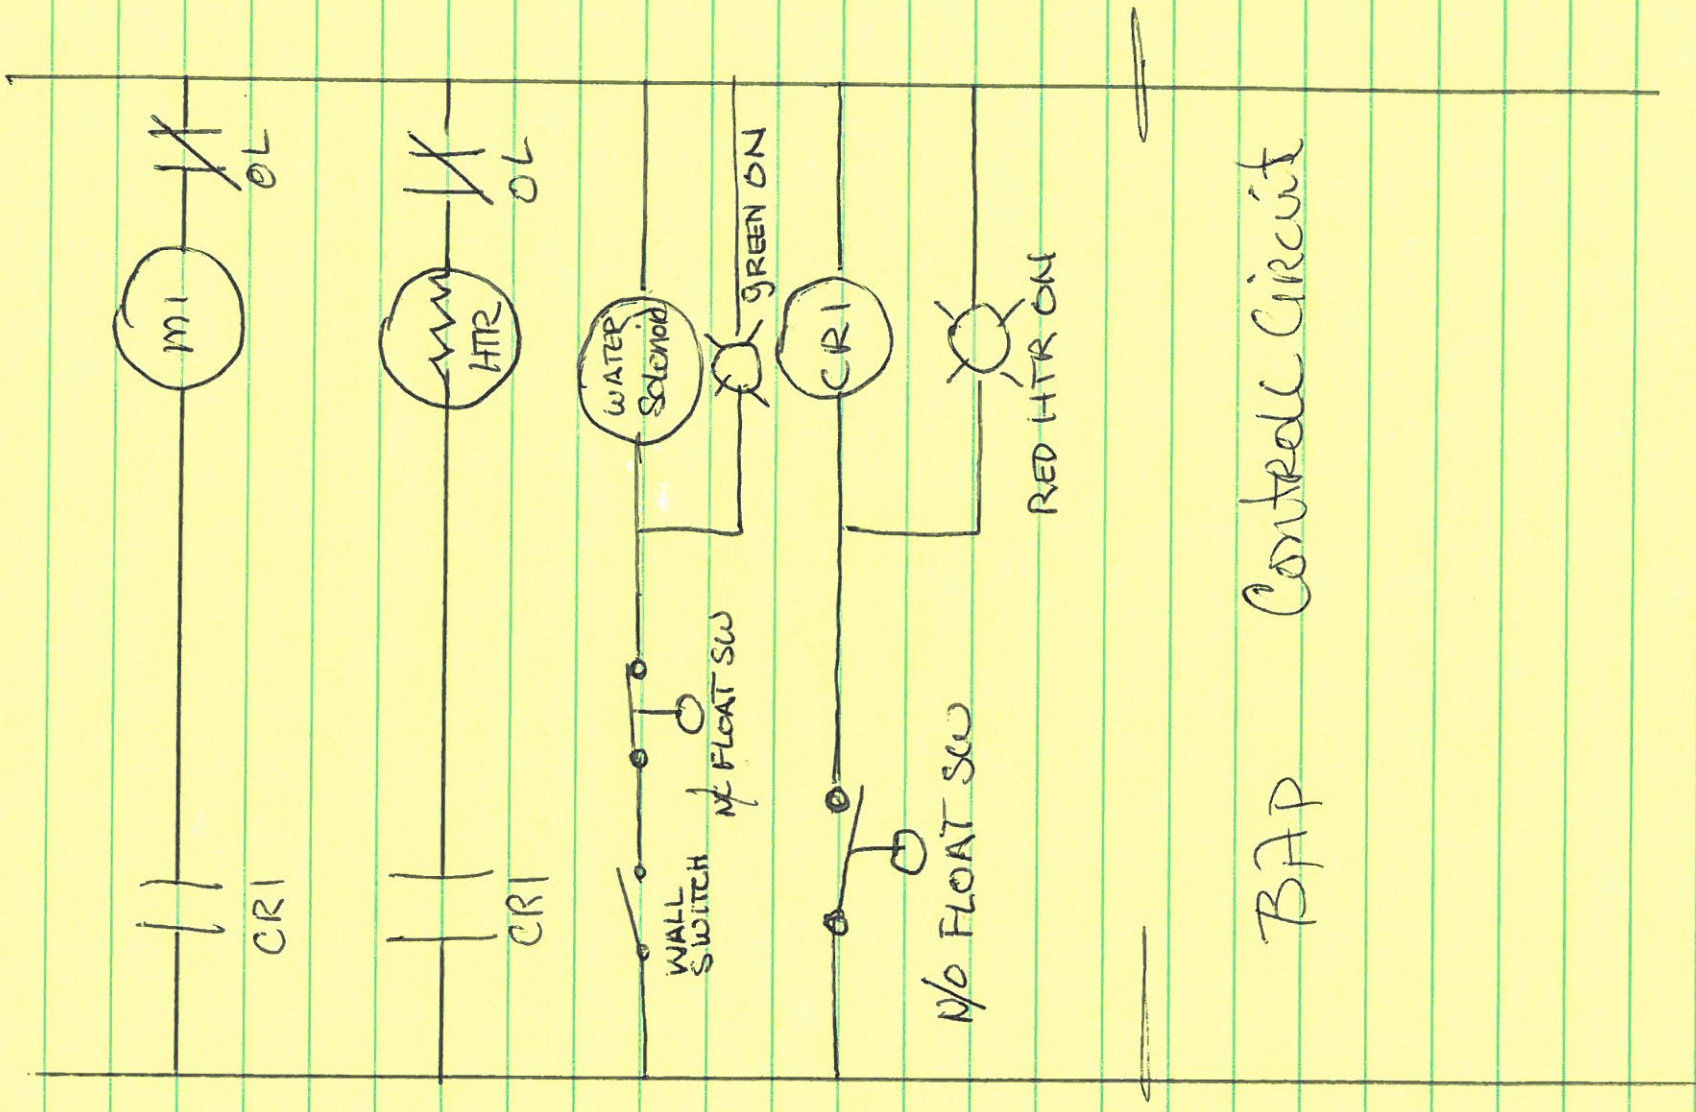 CR1
M1
OL
CR1
HTR
OL
WALL
SWITCH
N/C FLOAT SW
WATER
Solenoid
GREEN ON
N/O FLOAT SW
CR1
RED HTR ON
BAP Control Circuit